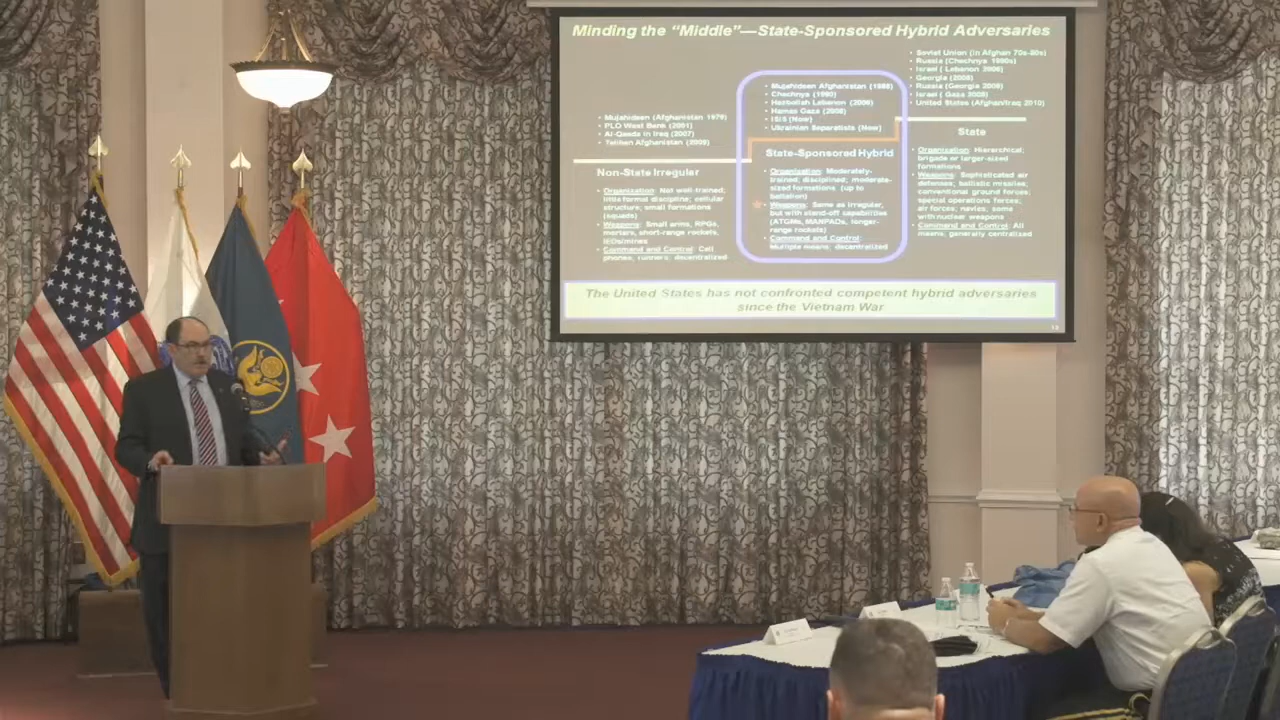 Minding the “Middle”—State-Sponsored Hybrid Adversaries
• Mujahideen (Afghanistan 1979)
• PLO West Bank (2001)
• Al-Qaeda in Iraq (2007)
• Taliban Afghanistan (2009)
Non-State Irregular
• Organization: Not well-trained;
little formal discipline; cellular
structure; small formations
(squads)
• Weapons: Small arms, RPGs,
mortars, short-range rockets,
IEDs/mines
• Command and Control: Cell
phones; runners; decentralized
• Mujahideen Afghanistan (1988)
• Chechnya (1990)
• Hezbollah Lebanon (2006)
• Hamas Gaza (2008)
• ISIS (Now)
• Ukrainian Separatists (Now)
State-Sponsored Hybrid
• Organization: Moderately-
trained; disciplined; moderate-
sized formations (up to
battalion)
• Weapons: Same as irregular,
but with stand-off capabilities
(ATGMs, MANPADs, longer-
range rockets)
• Command and Control:
Multiple means; decentralized
• Soviet Union (in Afghan 70s-80s)
• Russia (Chechnya 1990s)
• Israel (Lebanon 2006)
• Georgia (2008)
• Russia (Georgia 2008)
• Israel (Gaza 2008)
• United States (Afghan/Iraq 2010)
State
• Organization: Hierarchical;
brigade or larger-sized
formations
• Weapons: Sophisticated air
defenses, ballistic missiles;
conventional ground forces;
special operations forces;
air forces; navies; some
with nuclear weapons
• Command and Control: All
means, generally centralized
The United States has not confronted competent hybrid adversaries
since the Vietnam War